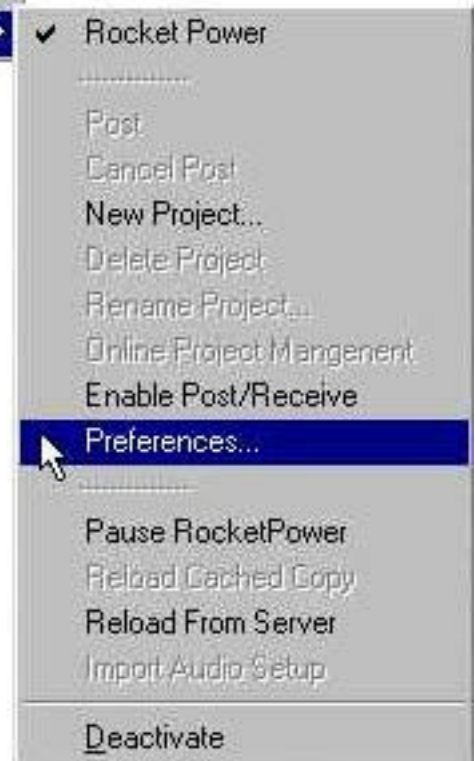 Rocket Power
Post
Cancel Post
New Project...
Delete Project
Rename Project...
Online Project Mangenent
Enable Post/Receive
Preferences...
Pause RocketPower
Reload Cached Copy
Reload From Server
Import Audio Setup
Deactivate